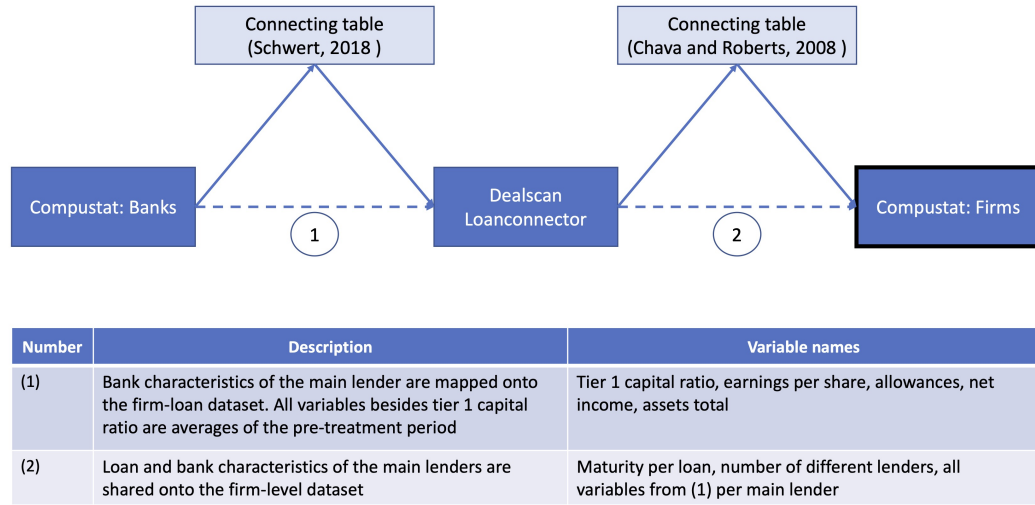 Connecting table
(Schwert, 2018 )
Connecting table
(Chava and Roberts, 2008 )
Compustat: Banks
Dealscan
Loanconnector
Compustat: Firms
1
2
Number Description Variable names
(1) Bank characteristics of the main lender are mapped onto
the firm-loan dataset. All variables besides tier 1 capital
ratio are averages of the pre-treatment period
Tier 1 capital ratio, earnings per share, allowances, net
income, assets total
(2) Loan and bank characteristics of the main lenders are
shared onto the firm-level dataset
Maturity per loan, number of different lenders, all
variables from (1) per main lender